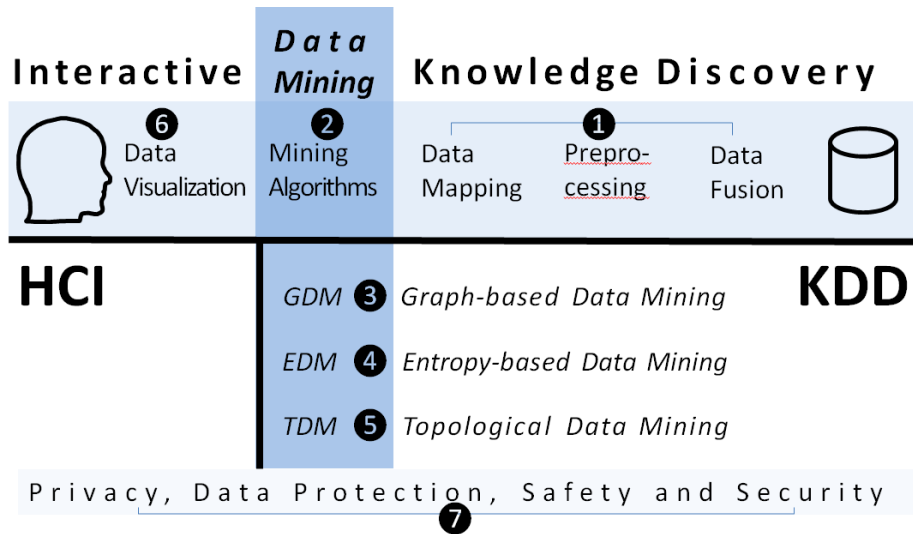 Data
Mining
Interactive
Knowledge Discovery
6
2
1
Data
Visualization
Mining
Algorithms
Data
Mapping
Prepro-
cessing
Data
Fusion
HCI
KDD
GDM 3 Graph-based Data Mining
EDM 4 Entropy-based Data Mining
TDM 5 Topological Data Mining
Privacy, Data Protection, Safety and Security
7